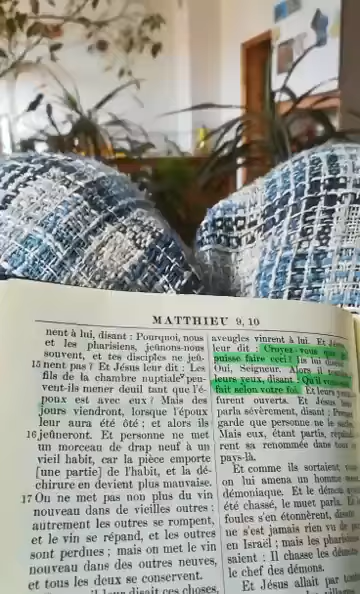 MATTHIEU 9, 10
nent à lui, disant : Pourquoi, nous
et les pharisiens, jeûnons-nous
souvent, et tes disciples ne jeû-
15 nent pas ? Et Jésus leur dit : Les
fils de la chambre nuptiale peu-
vent-ils mener deuil tant que l'é-
poux est avec eux ? Mais des
jours viendront, lorsque l'époux
leur aura été ôté ; et alors ils
16 jeûneront. Et personne ne met
un morceau de drap neuf à un
vieil habit, car la pièce emporte
[une partie] de l'habit, et la dé-
chirure en devient plus mauvaise.
17 On ne met pas non plus du vin
nouveau dans de vieilles outres ;
autrement les outres se rompent,
et le vin se répand, et les outres
sont perdues ; mais on met le vin
nouveau dans des outres neuves,
et tous les deux se conservent.
leur disait ces choses,
aveugles vinrent à lui. Et
leur dit : Croyez-vous que
puisse faire ceci ? Ils lui
Oui, Seigneur. Alors il
leurs yeux, disant : Qu'il vous
fait selon votre foi. Et leurs
furent ouverts. Et Jésus leur
parla sévèrement, disant :
garde que personne ne le
Mais eux, étant partis,
rent sa renommée dans tout
pays-là.
Et comme ils sortaient,
on lui amena un homme
démoniaque. Et le démon
été chassé, le muet parla. Et
foules s'en étonnèrent,
ne s'est jamais rien vu de
en Israël ; mais les
saient : Il chasse les
le chef des démons.
Et Jésus allait par